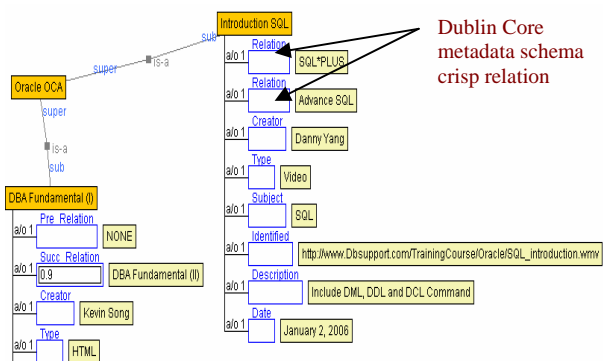 Introduction SQL
sub
is-a
super
Oracle OCA
super
is-a
sub
DBA Fundamental (I)
a/o 1 Pre_Relation NONE
a/o 1 Succ_Relation 0.9 DBA Fundamental (II)
a/o 1 Creator Kevin Song
a/o 1 Type HTML
a/o 1 Relation SQL*PLUS
a/o 1 Relation Advance SQL
a/o 1 Creator Danny Yang
a/o 1 Type Video
a/o 1 Subject SQL
a/o 1 Identified http://www.Dbsupport.com/TrainingCourse/Oracle/SQL_introduction.wmv
a/o 1 Description Include DML, DDL and DCL Command
a/o 1 Date January 2, 2006
Dublin Core
metadata schema
crisp relation